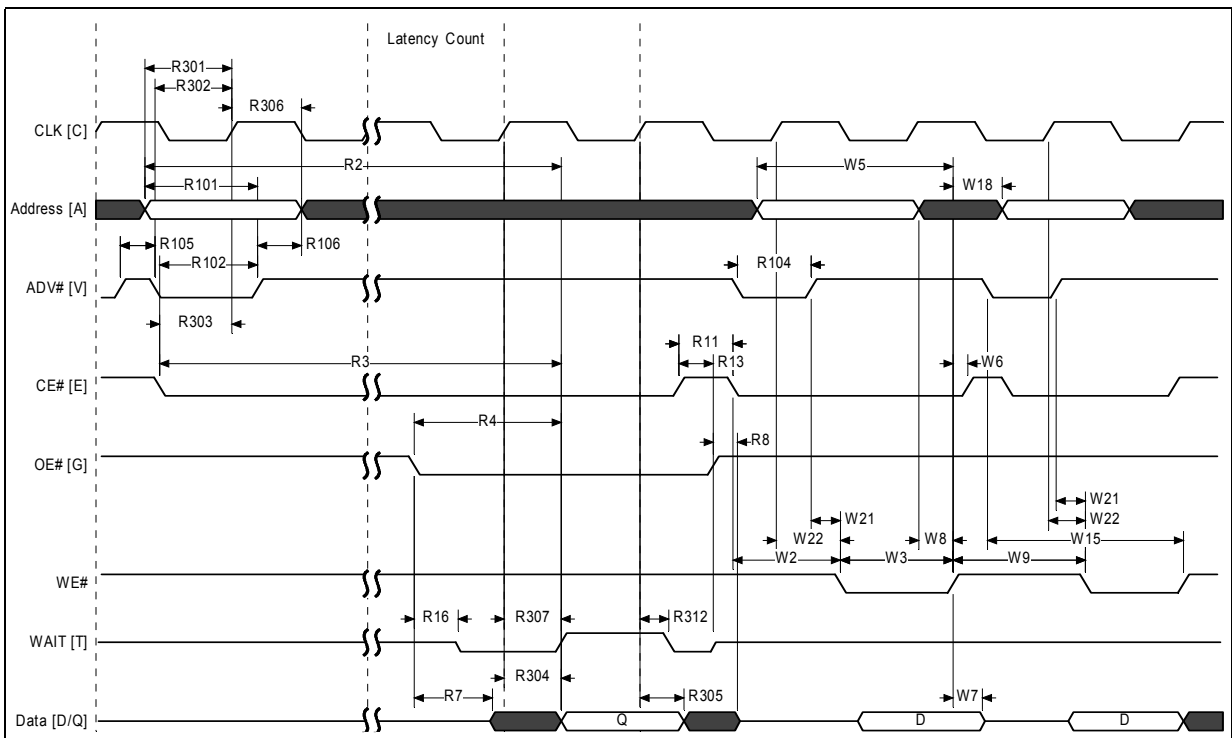 Latency Count
R301
R302
R306
CLK [C]
R2
W5
R101
W18
Address [A]
R105
R106
R102
R104
ADV# [V]
R303
R11
R3
R13
W6
CE# [E]
R4
R8
OE# [G]
W21
W21
W22
W22
W8
W15
W2
W3
W9
WE#
R16
R307
R312
WAIT [T]
R304
R7
R305
W7
Data [D/Q]
Q
D
D